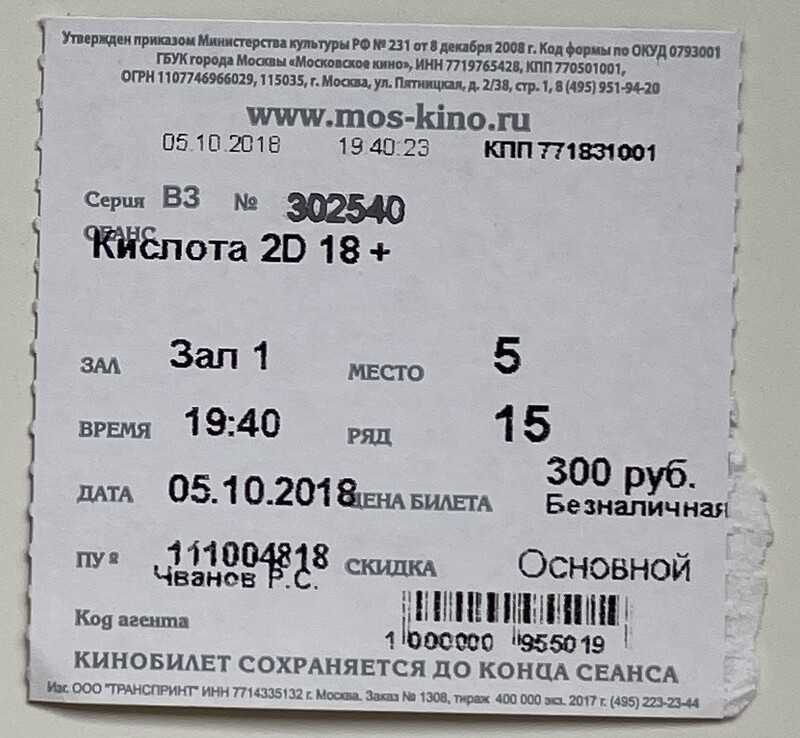 Утвержден приказом Министерства культуры РФ № 231 от 8 декабря 2008 г. Код формы по ОКУД 0793001
ГБУК города Москвы «Московское кино», ИНН 7719765428, КПП 770501001,
ОГРН 1107746966029, 115035, г. Москва, ул. Пятницкая, д. 2/38, стр. 1, 8 (495) 951-94-20
www.mos-kino.ru
05.10.2018 19:40:23 КПП 771831001
Серия ВЗ № 302540
СЕАНС
Кислота 2D 18 +
ЗАЛ Зал 1 МЕСТО 5
ВРЕМЯ 19:40 РЯД 15
ДАТА 05.10.2018 ЦЕНА БИЛЕТА 300 руб.
Безналичная
ПУ № 111004818 СКИДКА Основной
Чванов Р.С.
Код агента
1 000000 955019
КИНОБИЛЕТ СОХРАНЯЕТСЯ ДО КОНЦА СЕАНСА
Изг. ООО "ТРАНСПРИНТ" ИНН 7714335132 г. Москва. Заказ № 1308, тираж 400 000 экз. 2017 г. (495) 223-23-44